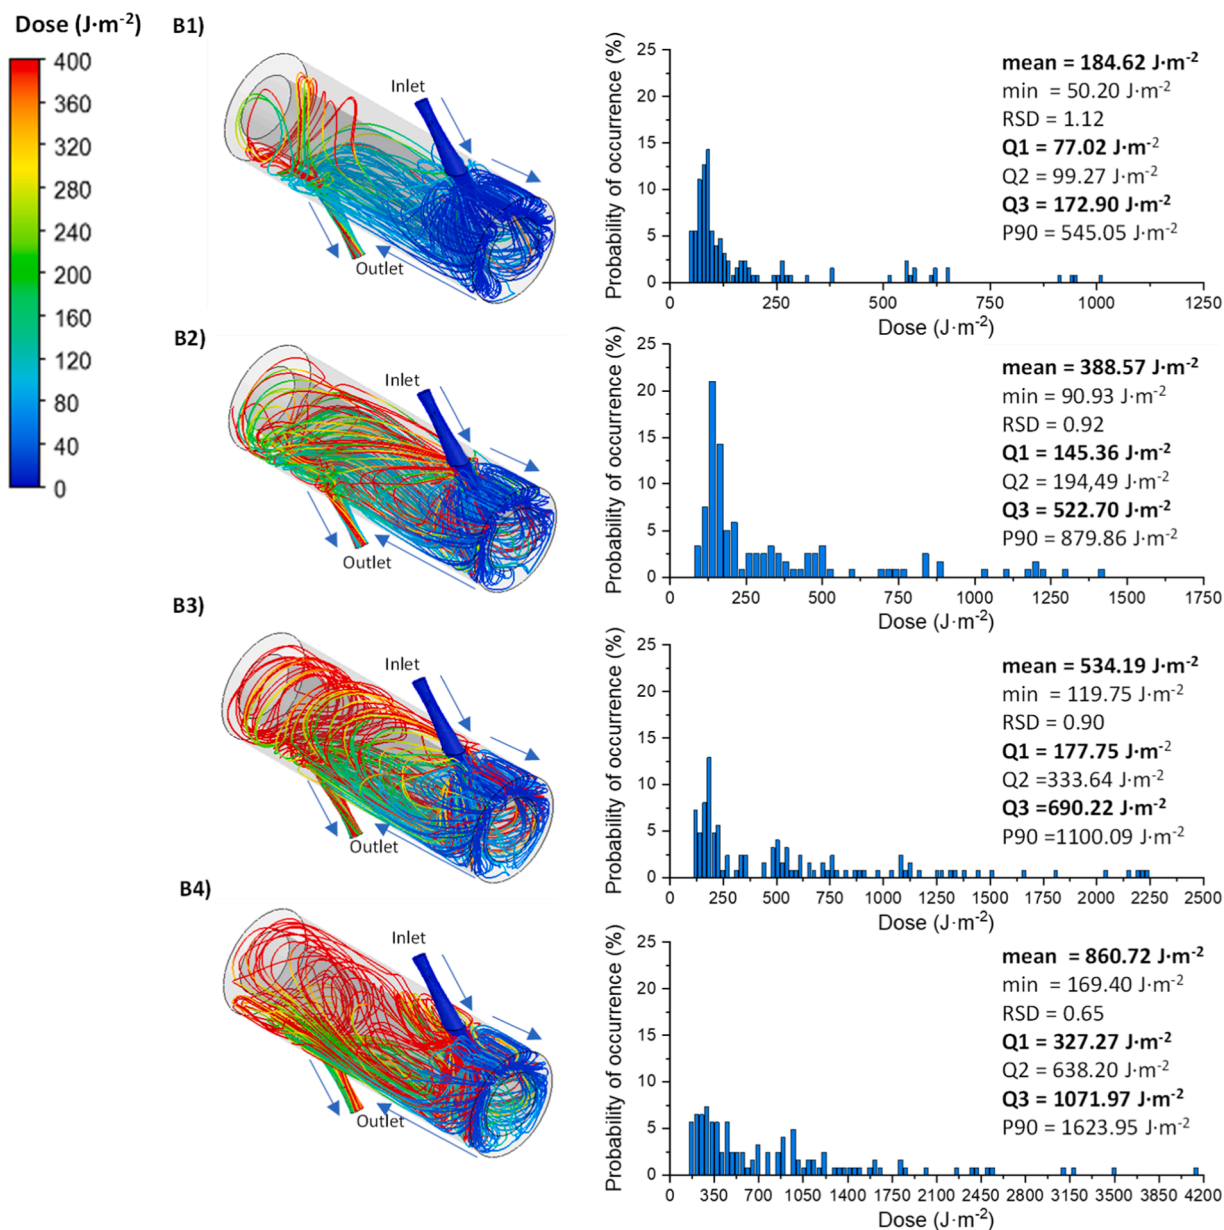 Dose (J·m⁻²)
400
360
320
280
240
200
160
120
80
40
0
B1)
Inlet
Outlet
Probability of occurrence (%)
25
20
15
10
5
0
0 250 500 750 1000 1250
Dose (J·m⁻²)
mean = 184.62 J·m⁻²
min = 50.20 J·m⁻²
RSD = 1.12
Q1 = 77.02 J·m⁻²
Q2 = 99.27 J·m⁻²
Q3 = 172.90 J·m⁻²
P90 = 545.05 J·m⁻²
B2)
Inlet
Outlet
Probability of occurrence (%)
25
20
15
10
5
0
0 250 500 750 1000 1250 1500 1750
Dose (J·m⁻²)
mean = 388.57 J·m⁻²
min = 90.93 J·m⁻²
RSD = 0.92
Q1 = 145.36 J·m⁻²
Q2 = 194,49 J·m⁻²
Q3 = 522.70 J·m⁻²
P90 = 879.86 J·m⁻²
B3)
Inlet
Outlet
Probability of occurrence (%)
25
20
15
10
5
0
0 250 500 750 1000 1250 1500 1750 2000 2250 2500
Dose (J·m⁻²)
mean = 534.19 J·m⁻²
min = 119.75 J·m⁻²
RSD = 0.90
Q1 = 177.75 J·m⁻²
Q2 =333.64 J·m⁻²
Q3 =690.22 J·m⁻²
P90 =1100.09 J·m⁻²
B4)
Inlet
Outlet
Probability of occurrence (%)
25
20
15
10
5
0
0 350 700 1050 1400 1750 2100 2450 2800 3150 3500 3850 4200
Dose (J·m⁻²)
mean = 860.72 J·m⁻²
min = 169.40 J·m⁻²
RSD = 0.65
Q1 = 327.27 J·m⁻²
Q2 = 638.20 J·m⁻²
Q3 = 1071.97 J·m⁻²
P90 = 1623.95 J·m⁻²